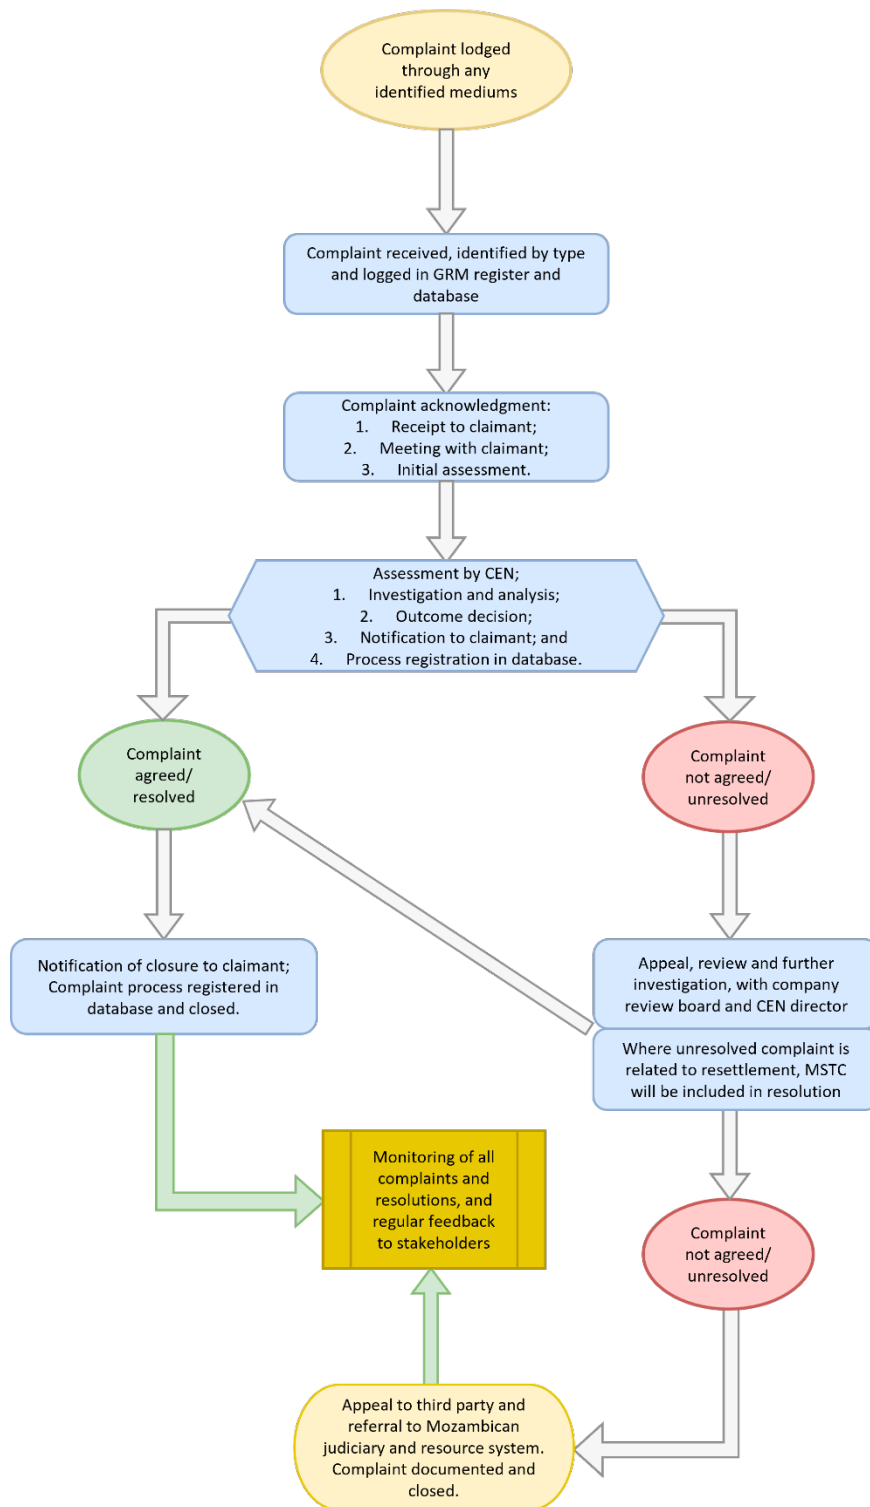 Complaint lodged
through any
identified mediums
Complaint received, identified by type
and logged in GRM register and
database
Complaint acknowledgment:
1. Receipt to claimant;
2. Meeting with claimant;
3. Initial assessment.
Assessment by CEN;
1. Investigation and analysis;
2. Outcome decision;
3. Notification to claimant; and
4. Process registration in database.
Complaint
agreed/
resolved
Complaint
not agreed/
unresolved
Notification of closure to claimant;
Complaint process registered in
database and closed.
Appeal, review and further
investigation, with company
review board and CEN director
Where unresolved complaint is
related to resettlement, MSTC
will be included in resolution
Monitoring of all
complaints and
resolutions, and
regular feedback
to stakeholders
Complaint
not agreed/
unresolved
Appeal to third party and
referral to Mozambican
judiciary and resource system.
Complaint documented and
closed.